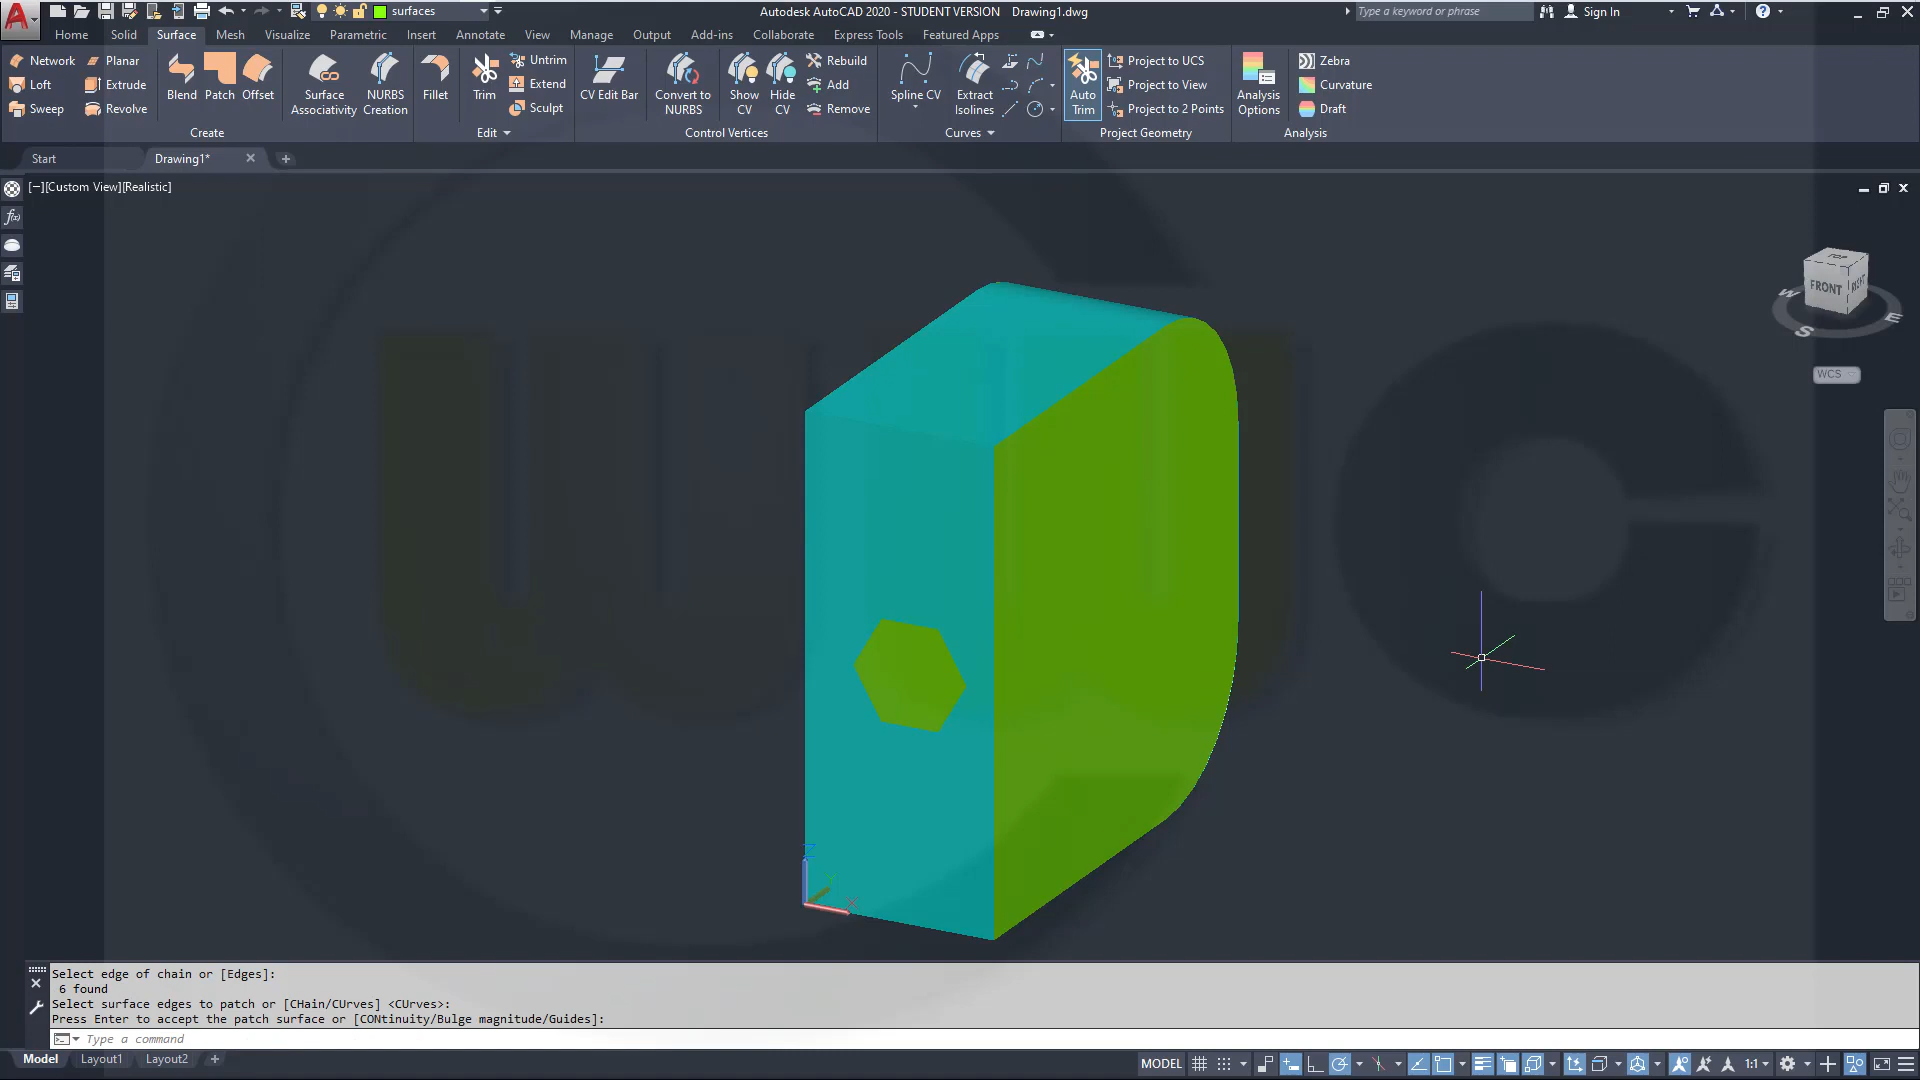 surfaces
Autodesk AutoCAD 2020 - STUDENT VERSION Drawing1.dwg
Type a keyword or phrase
Sign In
Home Solid Surface Mesh Visualize Parametric Insert Annotate View Manage Output Add-ins Collaborate Express Tools Featured Apps
Network Planar
Loft Extrude
Sweep Revolve
Blend Patch Offset
Surface Associativity
NURBS Creation
Fillet
Trim
Untrim
Extend
Sculpt
CV Edit Bar
Convert to NURBS
Show CV
Hide CV
Rebuild
Add
Remove
Spline CV
Extract Isolines
Auto Trim
Project to UCS
Project to View
Project to 2 Points
Analysis Options
Zebra
Curvature
Draft
Create Edit Control Vertices Curves Project Geometry Analysis
Start Drawing1*
[−][Custom View][Realistic]
TOP
FRONT
RIGHT
W S E
WCS
Z
Y
X
Select edge of chain or [Edges]:
6 found
Select surface edges to patch or [CHain/CUrves] <CUrves>:
Press Enter to accept the patch surface or [CONtinuity/Bulge magnitude/Guides]:
Type a command
Model Layout1 Layout2
MODEL
1:1